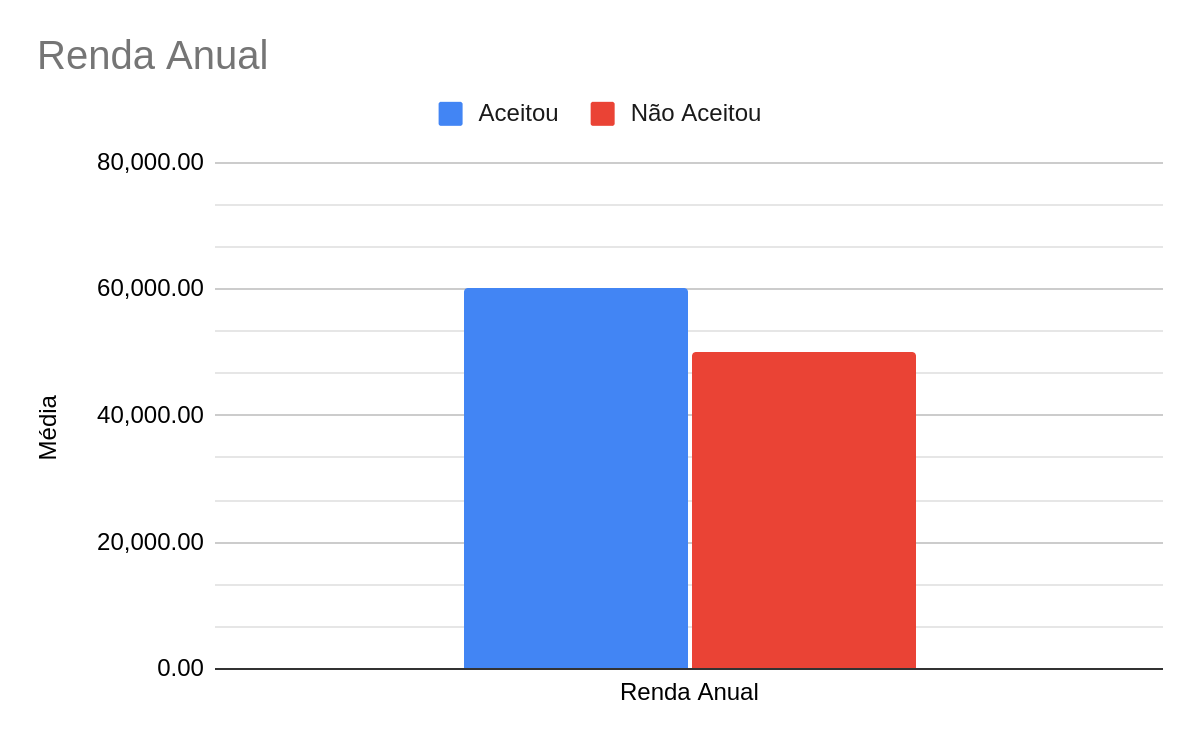 Renda Anual
Aceitou
Não Aceitou
80,000.00
60,000.00
40,000.00
20,000.00
0.00
Média
Renda Anual